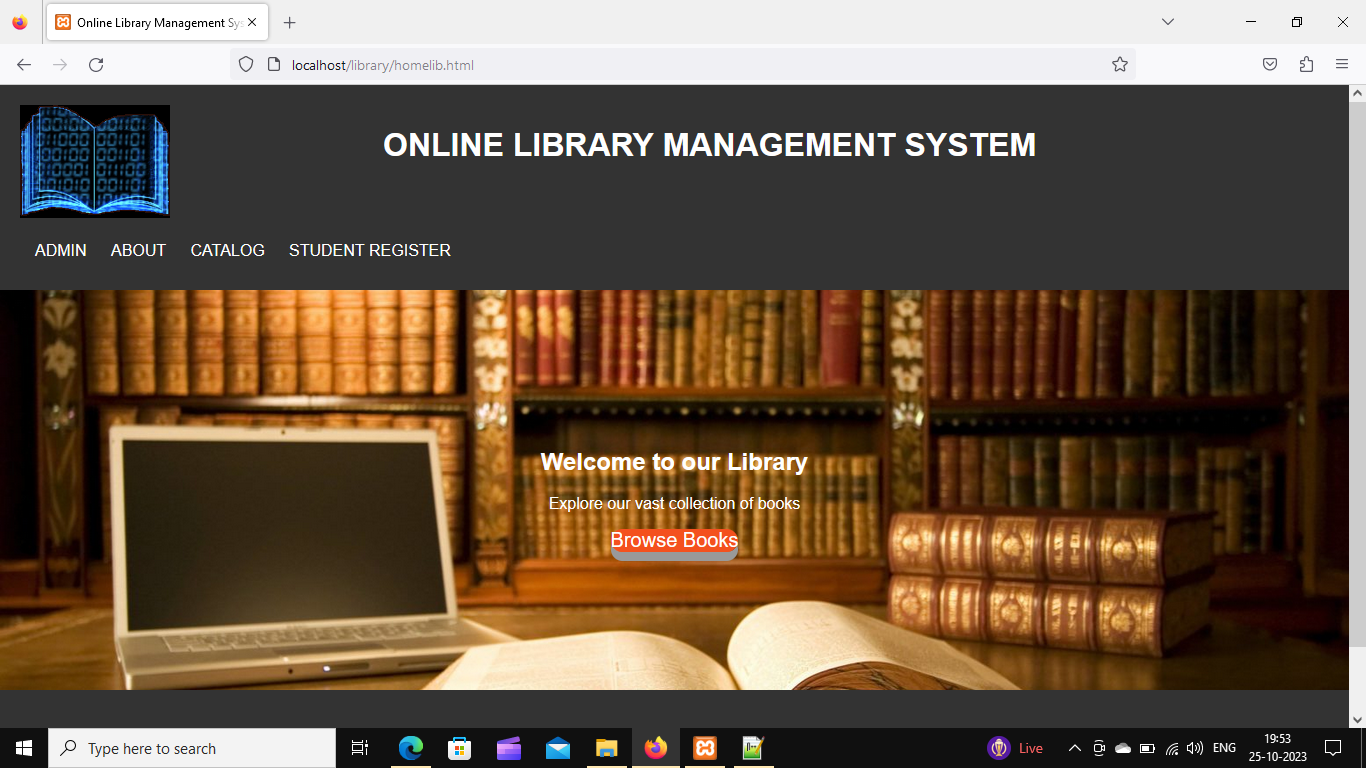 Online Library Management Sys
localhost/library/homelib.html
ONLINE LIBRARY MANAGEMENT SYSTEM
ADMIN ABOUT CATALOG STUDENT REGISTER
Welcome to our Library
Explore our vast collection of books
Browse Books
Type here to search
Live
ENG
19:53
25-10-2023